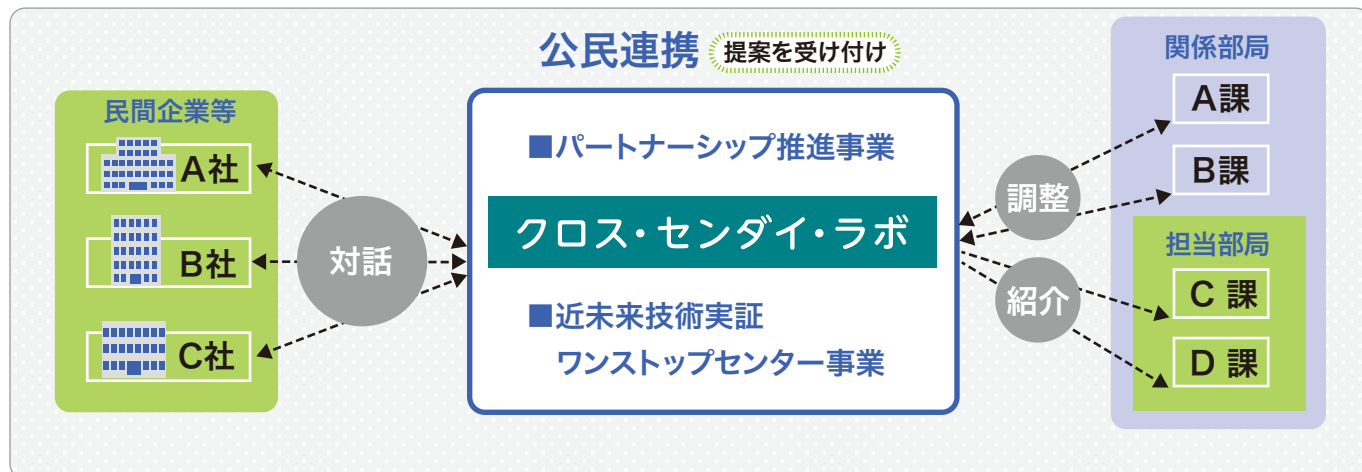 公民連携 提案を受け付け
民間企業等
A社
B社
C社
対話
■パートナーシップ推進事業
クロス・センダイ・ラボ
■近未来技術実証
ワンストップセンター事業
調整
紹介
関係部局
A課
B課
担当部局
C 課
D 課